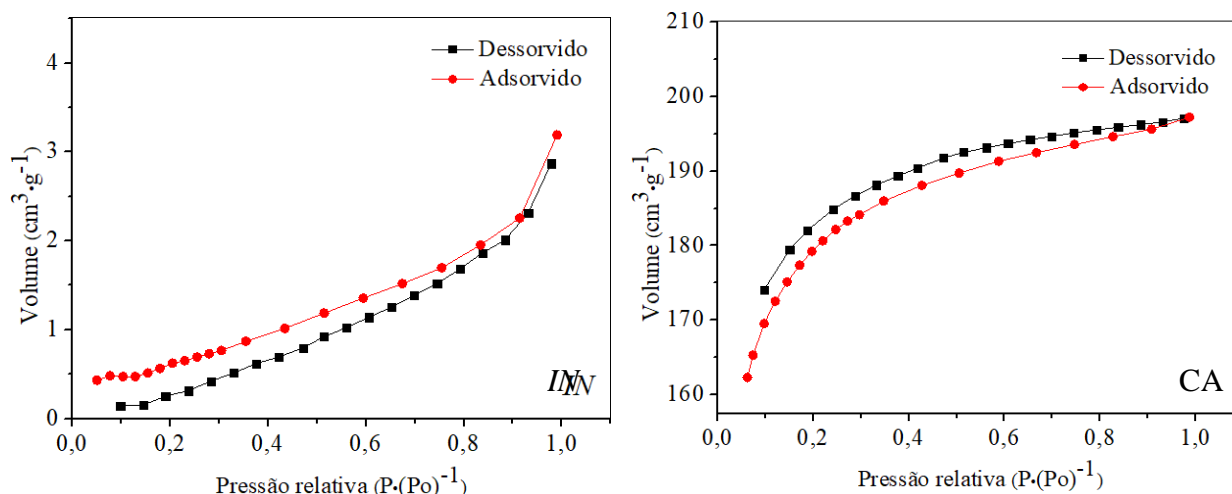 4
3
2
1
0
Volume (cm³•g⁻¹)
Dessorvido
Adsorvido
IN
IN
0,0 0,2 0,4 0,6 0,8 1,0
Pressão relativa (P•(Po)⁻¹)
210
200
190
180
170
160
Volume (cm³•g⁻¹)
Dessorvido
Adsorvido
CA
0,0 0,2 0,4 0,6 0,8 1,0
Pressão relativa (P•(Po)⁻¹)